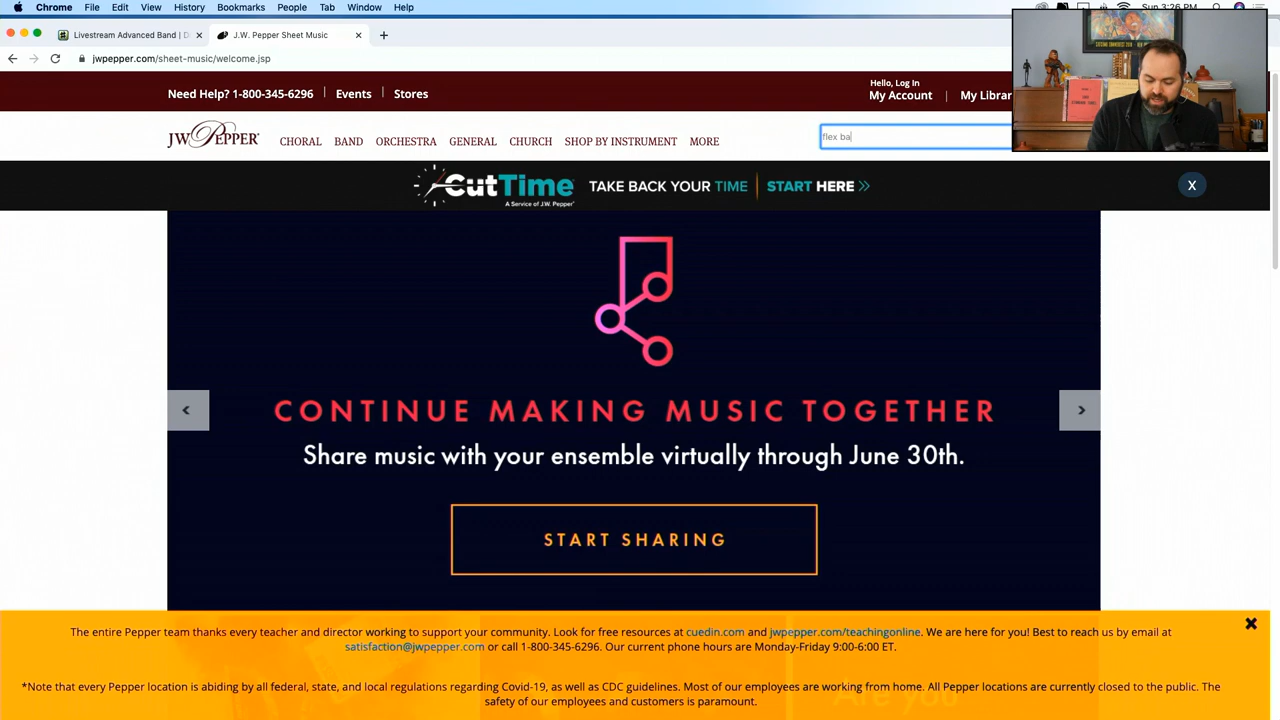 Chrome File Edit View History Bookmarks People Tab Window Help Sun 3:26 PM
Livestream Advanced Band | D J.W. Pepper Sheet Music
jwpepper.com/sheet-music/welcome.jsp
Need Help? 1-800-345-6296 Events Stores
Hello, Log In
My Account My Librar
JW Pepper CHORAL BAND ORCHESTRA GENERAL CHURCH SHOP BY INSTRUMENT MORE
flex ba
CutTime TAKE BACK YOUR TIME START HERE >>
A Service of J.W. Pepper
X
CONTINUE MAKING MUSIC TOGETHER
Share music with your ensemble virtually through June 30th.
START SHARING
The entire Pepper team thanks every teacher and director working to support your community. Look for free resources at cuedin.com and jwpepper.com/teachingonline. We are here for you! Best to reach us by email at
satisfaction@jwpepper.com or call 1-800-345-6296. Our current phone hours are Monday-Friday 9:00-6:00 ET.
*Note that every Pepper location is abiding by all federal, state, and local regulations regarding Covid-19, as well as CDC guidelines. Most of our employees are working from home. All Pepper locations are currently closed to the public. The
safety of our employees and customers is paramount.
Are you